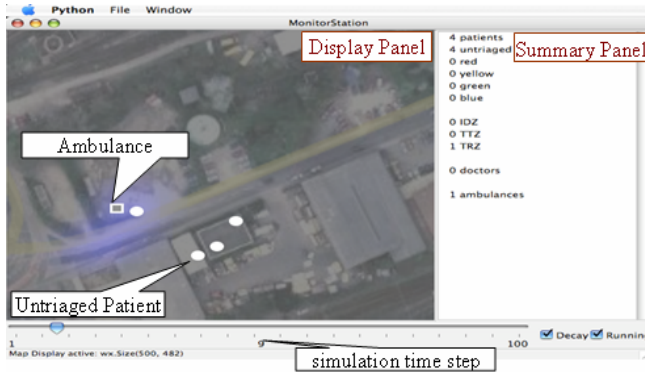 Python File Window
MonitorStation
Display Panel
Summary Panel
4 patients
4 untriaged
0 red
0 yellow
0 green
0 blue
0 IDZ
0 TTZ
1 TRZ
0 doctors
1 ambulances
Ambulance
Untriaged Patient
1
9
100
Decay
Runnin
Map Display active: wx.Size(500, 482)
simulation time step